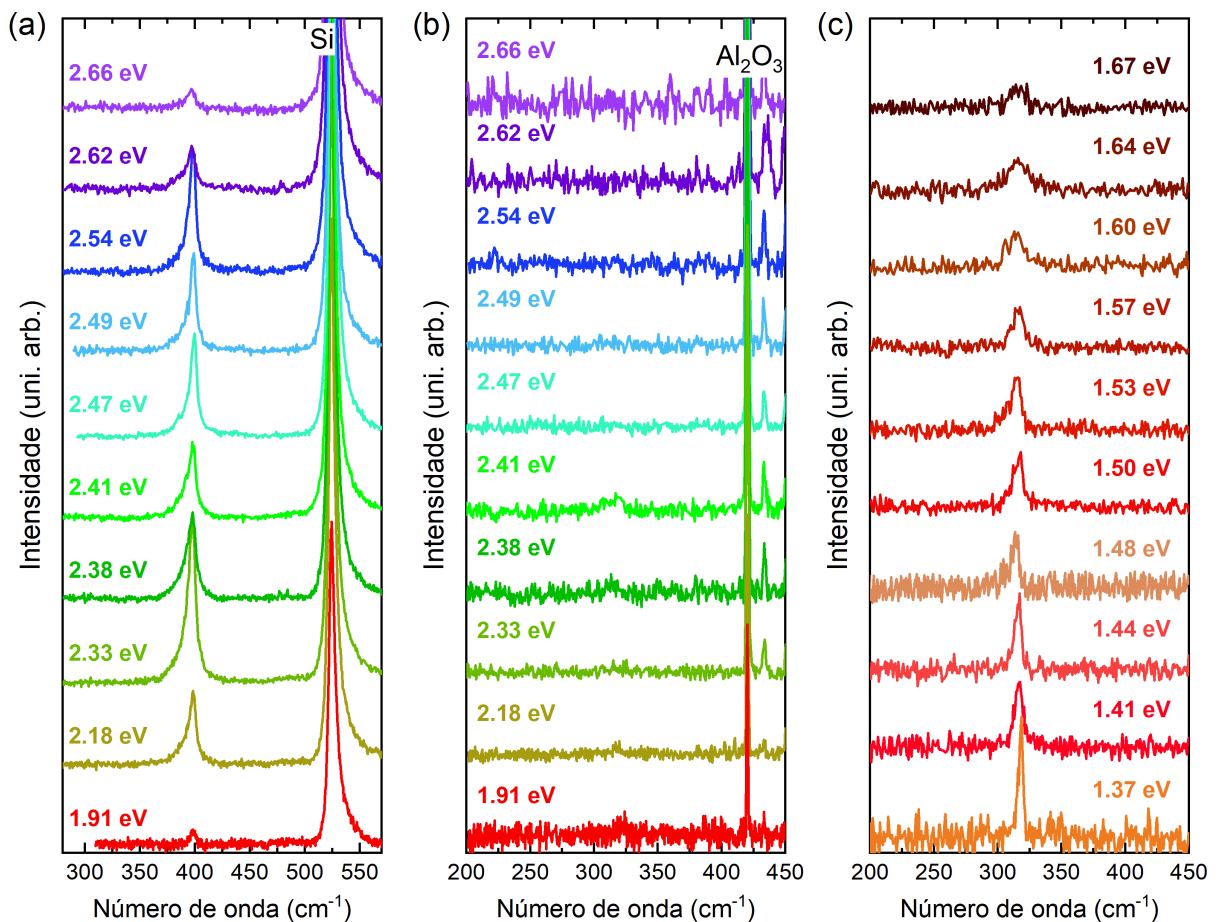 (a)
Si
2.66 eV
2.62 eV
2.54 eV
2.49 eV
2.47 eV
2.41 eV
2.38 eV
2.33 eV
2.18 eV
1.91 eV
Intensidade (uni. arb.)
300 350 400 450 500 550
Número de onda (cm⁻¹)
(b)
Al₂O₃
2.66 eV
2.62 eV
2.54 eV
2.49 eV
2.47 eV
2.41 eV
2.38 eV
2.33 eV
2.18 eV
1.91 eV
Intensidade (uni. arb.)
200 250 300 350 400 450
Número de onda (cm⁻¹)
(c)
1.67 eV
1.64 eV
1.60 eV
1.57 eV
1.53 eV
1.50 eV
1.48 eV
1.44 eV
1.41 eV
1.37 eV
Intensidade (uni. arb.)
200 250 300 350 400 450
Número de onda (cm⁻¹)